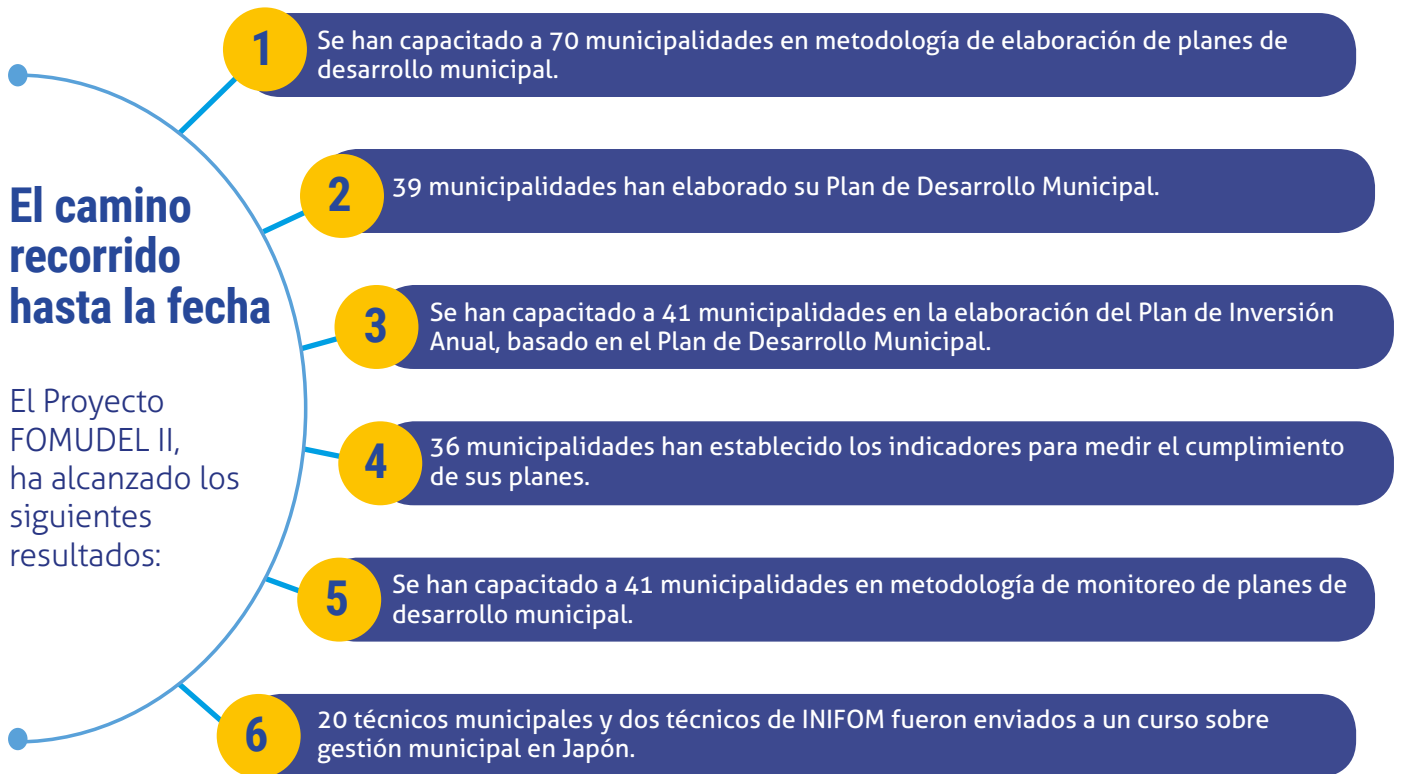 El camino
recorrido
hasta la fecha
El Proyecto
FOMUDEL II,
ha alcanzado los
siguientes
resultados:
1
Se han capacitado a 70 municipalidades en metodología de elaboración de planes de
desarrollo municipal.
2
39 municipalidades han elaborado su Plan de Desarrollo Municipal.
3
Se han capacitado a 41 municipalidades en la elaboración del Plan de Inversión
Anual, basado en el Plan de Desarrollo Municipal.
4
36 municipalidades han establecido los indicadores para medir el cumplimiento
de sus planes.
5
Se han capacitado a 41 municipalidades en metodología de monitoreo de planes de
desarrollo municipal.
6
20 técnicos municipales y dos técnicos de INIFOM fueron enviados a un curso sobre
gestión municipal en Japón.